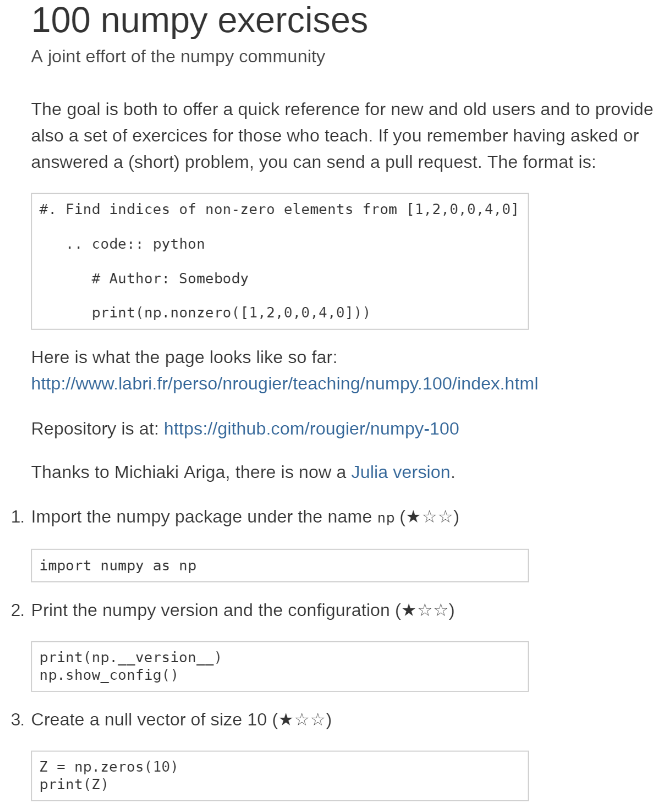 100 numpy exercises
A joint effort of the numpy community
The goal is both to offer a quick reference for new and old users and to provide
also a set of exercices for those who teach. If you remember having asked or
answered a (short) problem, you can send a pull request. The format is:
#. Find indices of non-zero elements from [1,2,0,0,4,0]
.. code:: python
# Author: Somebody
print(np.nonzero([1,2,0,0,4,0]))
Here is what the page looks like so far:
http://www.labri.fr/perso/nrougier/teaching/numpy.100/index.html
Repository is at: https://github.com/rougier/numpy-100
Thanks to Michiaki Ariga, there is now a Julia version.
1. Import the numpy package under the name np (★☆☆)
import numpy as np
2. Print the numpy version and the configuration (★☆☆)
print(np.__version__)
np.show_config()
3. Create a null vector of size 10 (★☆☆)
Z = np.zeros(10)
print(Z)